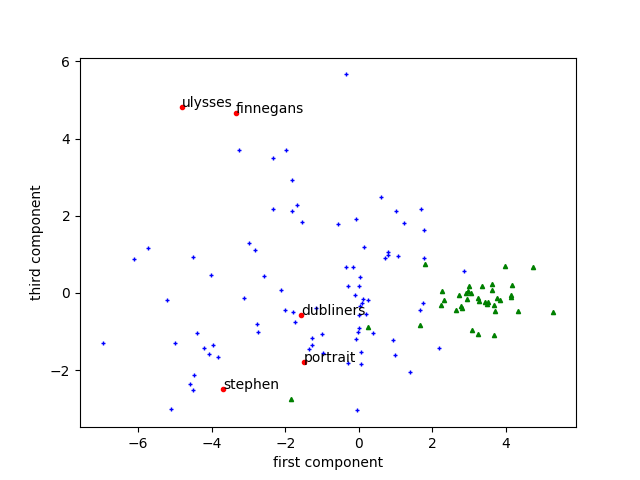 6
ulysses
finnegans
4
third component
2
0
dubliners
portrait
−2
stephen
−6 −4 −2 0 2 4
first component